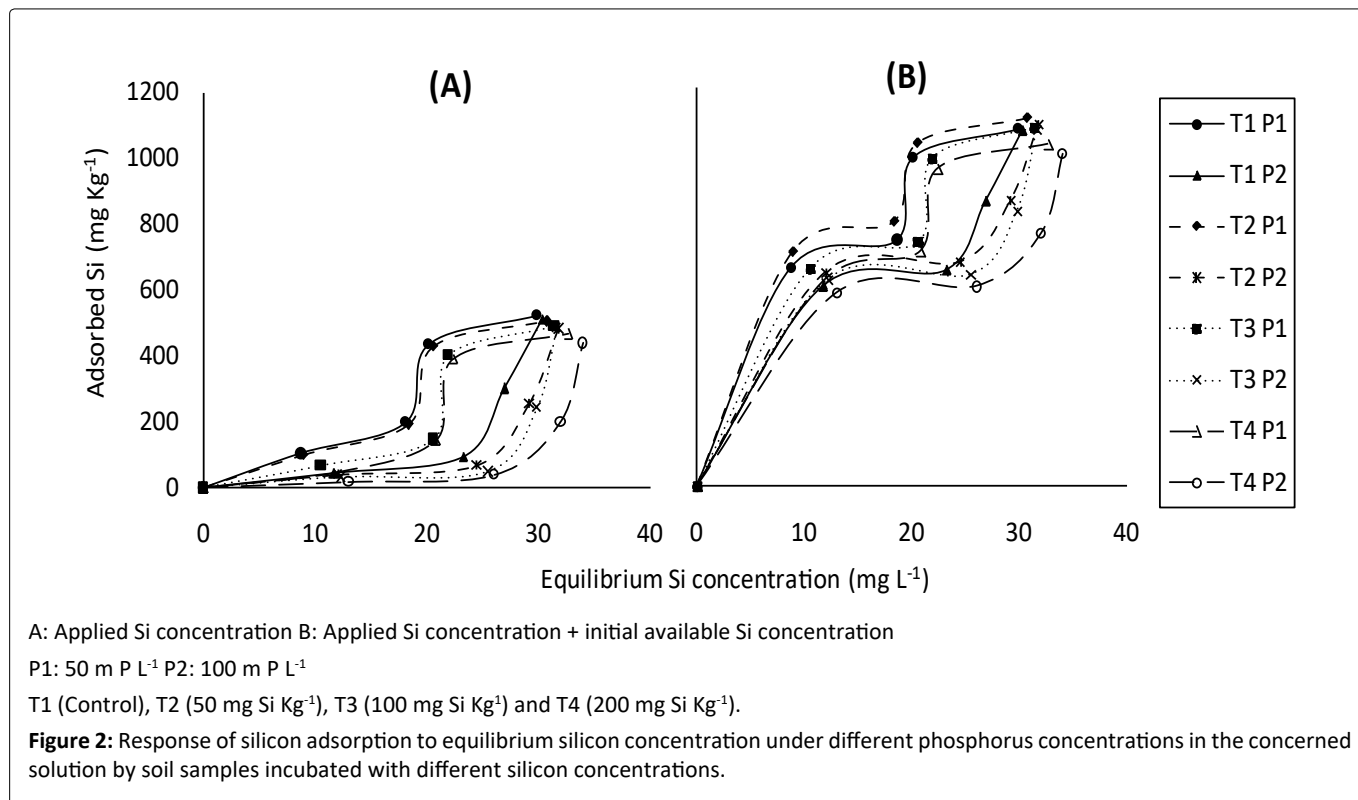 (A)
(B)
1200
1000
800
600
400
200
0
Adsorbed Si (mg Kg⁻¹)
0 10 20 30 40
0 10 20 30 40
Equilibrium Si concentration (mg L⁻¹)
T1 P1
T1 P2
T2 P1
T2 P2
T3 P1
T3 P2
T4 P1
T4 P2
A: Applied Si concentration B: Applied Si concentration + initial available Si concentration
P1: 50 m P L⁻¹ P2: 100 m P L⁻¹
T1 (Control), T2 (50 mg Si Kg⁻¹), T3 (100 mg Si Kg¹) and T4 (200 mg Si Kg⁻¹).
Figure 2: Response of silicon adsorption to equilibrium silicon concentration under different phosphorus concentrations in the concerned
solution by soil samples incubated with different silicon concentrations.